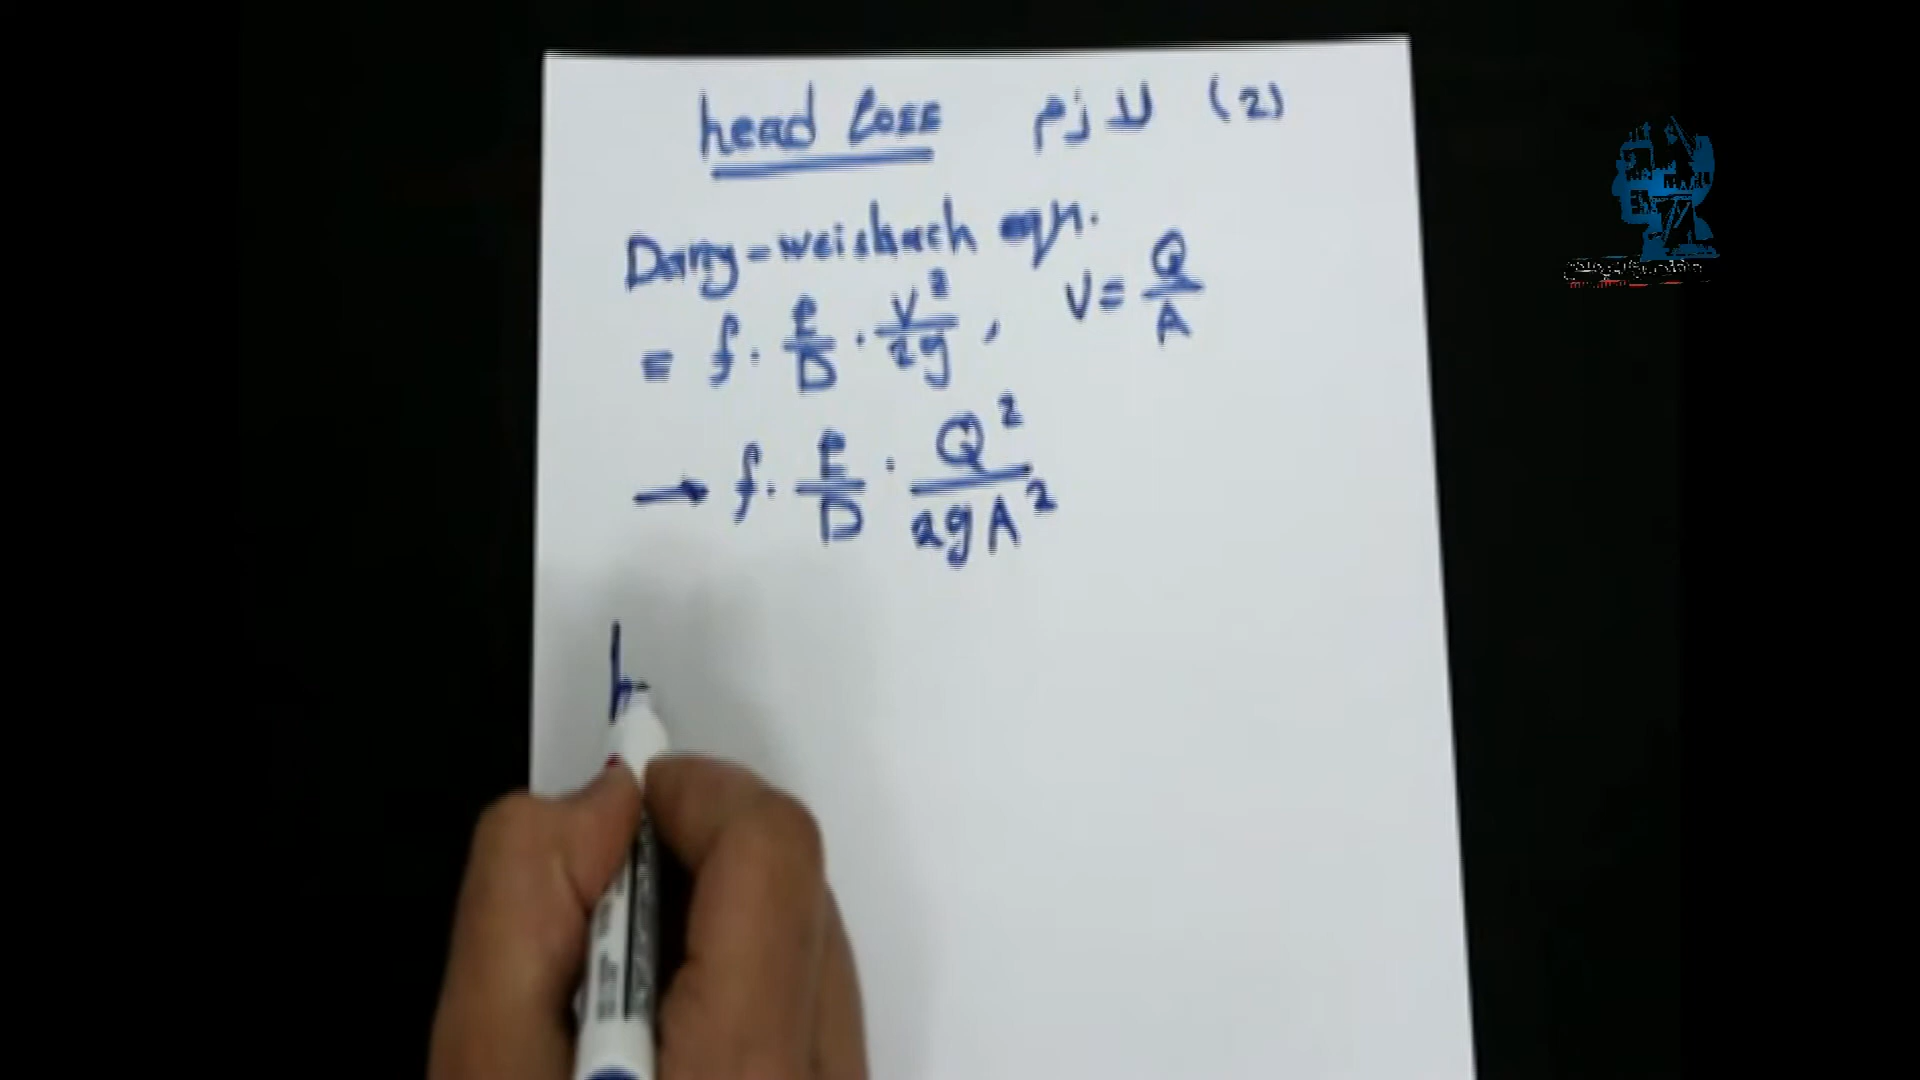 (2) لازم head loss
Darcy-weisbach eqn.
= f . ℓ/D . V²/2g , V = Q/A
→ f . ℓ/D . Q²/2gA²
h